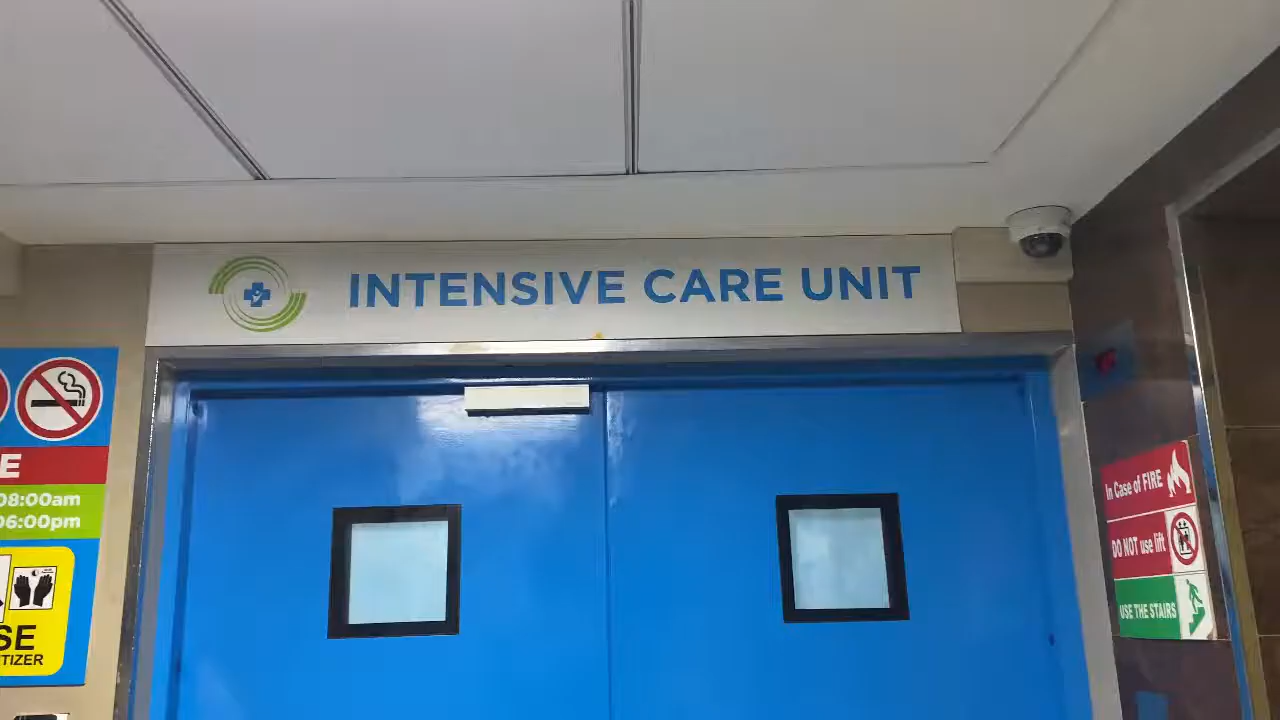 INTENSIVE CARE UNIT
E
08:00am
06:00pm
SE
TIZER
In Case of FIRE
DO NOT use lift
USE THE STAIRS